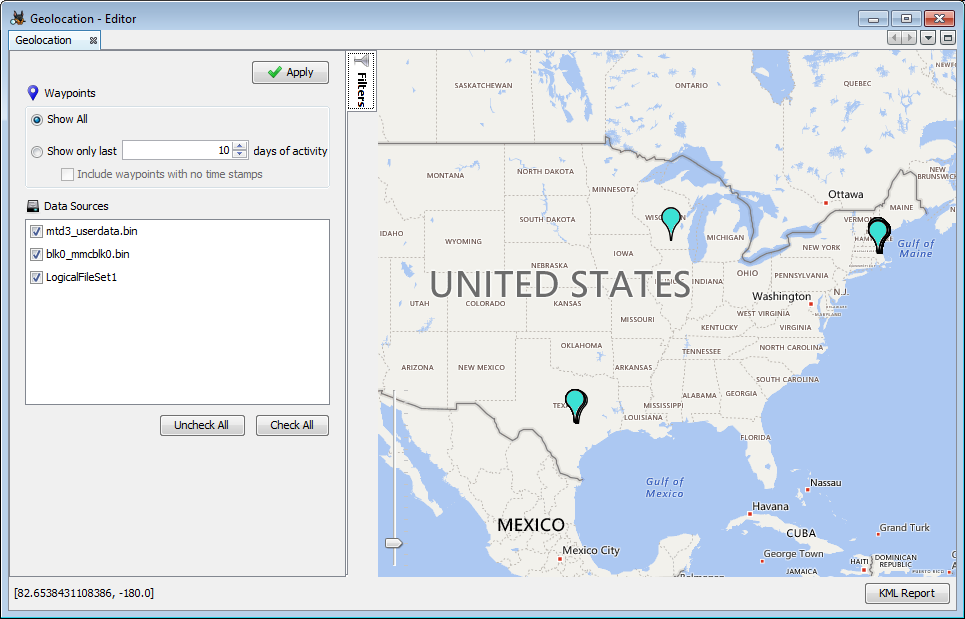 Geolocation - Editor
Geolocation
Apply
Filters
Waypoints
Show All
Show only last 10 days of activity
Include waypoints with no time stamps
Data Sources
mtd3_userdata.bin
blk0_mmcblk0.bin
LogicalFileSet1
Uncheck All
Check All
SASKATCHEWAN
ONTARIO
QUEBEC
MONTANA
NORTH DAKOTA
MINNESOTA
NEW BRUNSWICK
Ottawa
MAINE
IDAHO
SOUTH DAKOTA
WYOMING
MICHIGAN
NEW YORK
Gulf of Maine
IOWA
NEBRASKA
UNITED STATES
OHIO
INDIANA
PENNSYLVANIA
N.J.
UTAH
COLORADO
KANSAS
Washington
MISSOURI
WEST VIRGINIA
KENTUCKY
VIRGINIA
OKLAHOMA
TENNESSEE
NORTH CAROLINA
ARIZONA
NEW MEXICO
ARKANSAS
SOUTH CAROLINA
ALABAMA
GEORGIA
MISSISSIPPI
LOUISIANA
FLORIDA
Gulf of Mexico
Nassau
Havana
MEXICO
CUBA
Grand Turk
Mexico City
George Town
HAITI
DOMINICAN REPUBLIC
JAMAICA
PUERTO RICO
[82.6538431108386, -180.0]
KML Report